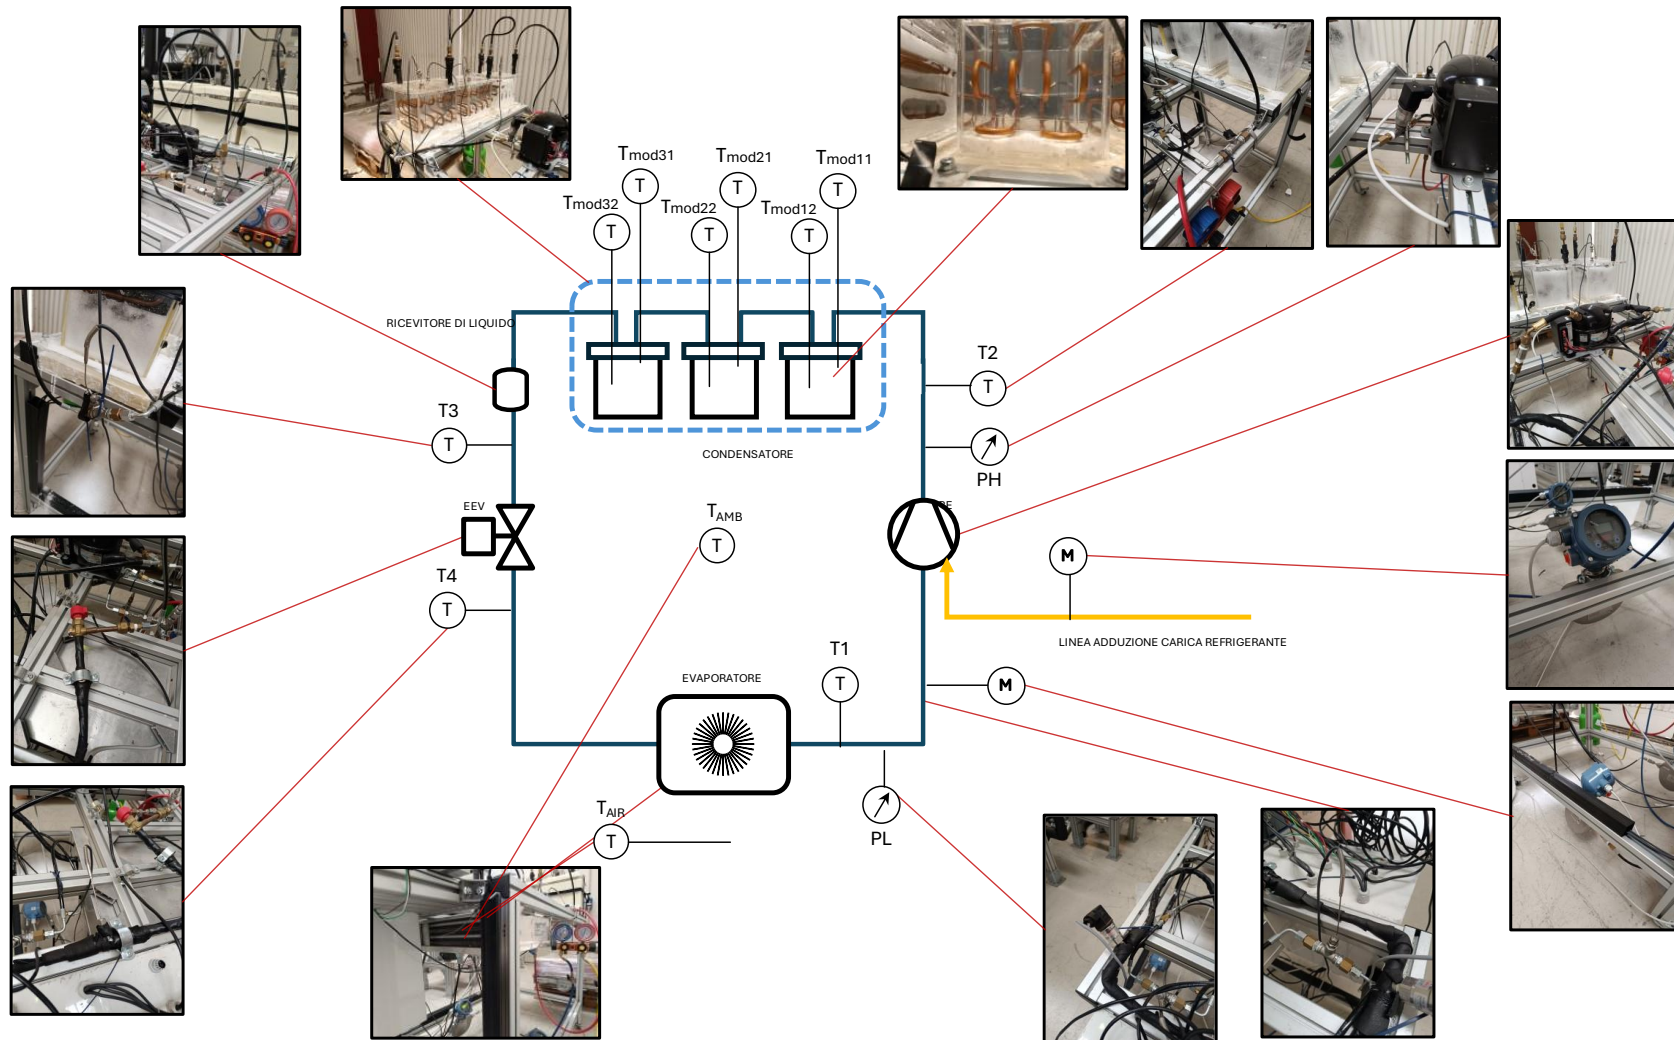 Tmod31
Tmod21
Tmod11
T
T
T
Tmod32
Tmod22
Tmod12
T
T
T
RICEVITORE DI LIQUIDO
T2
T
T3
T
CONDENSATORE
PH
EEV
TAMB
T
M
T4
T
LINEA ADDUZIONE CARICA REFRIGERANTE
T1
T
EVAPORATORE
M
TAIR
T
PL